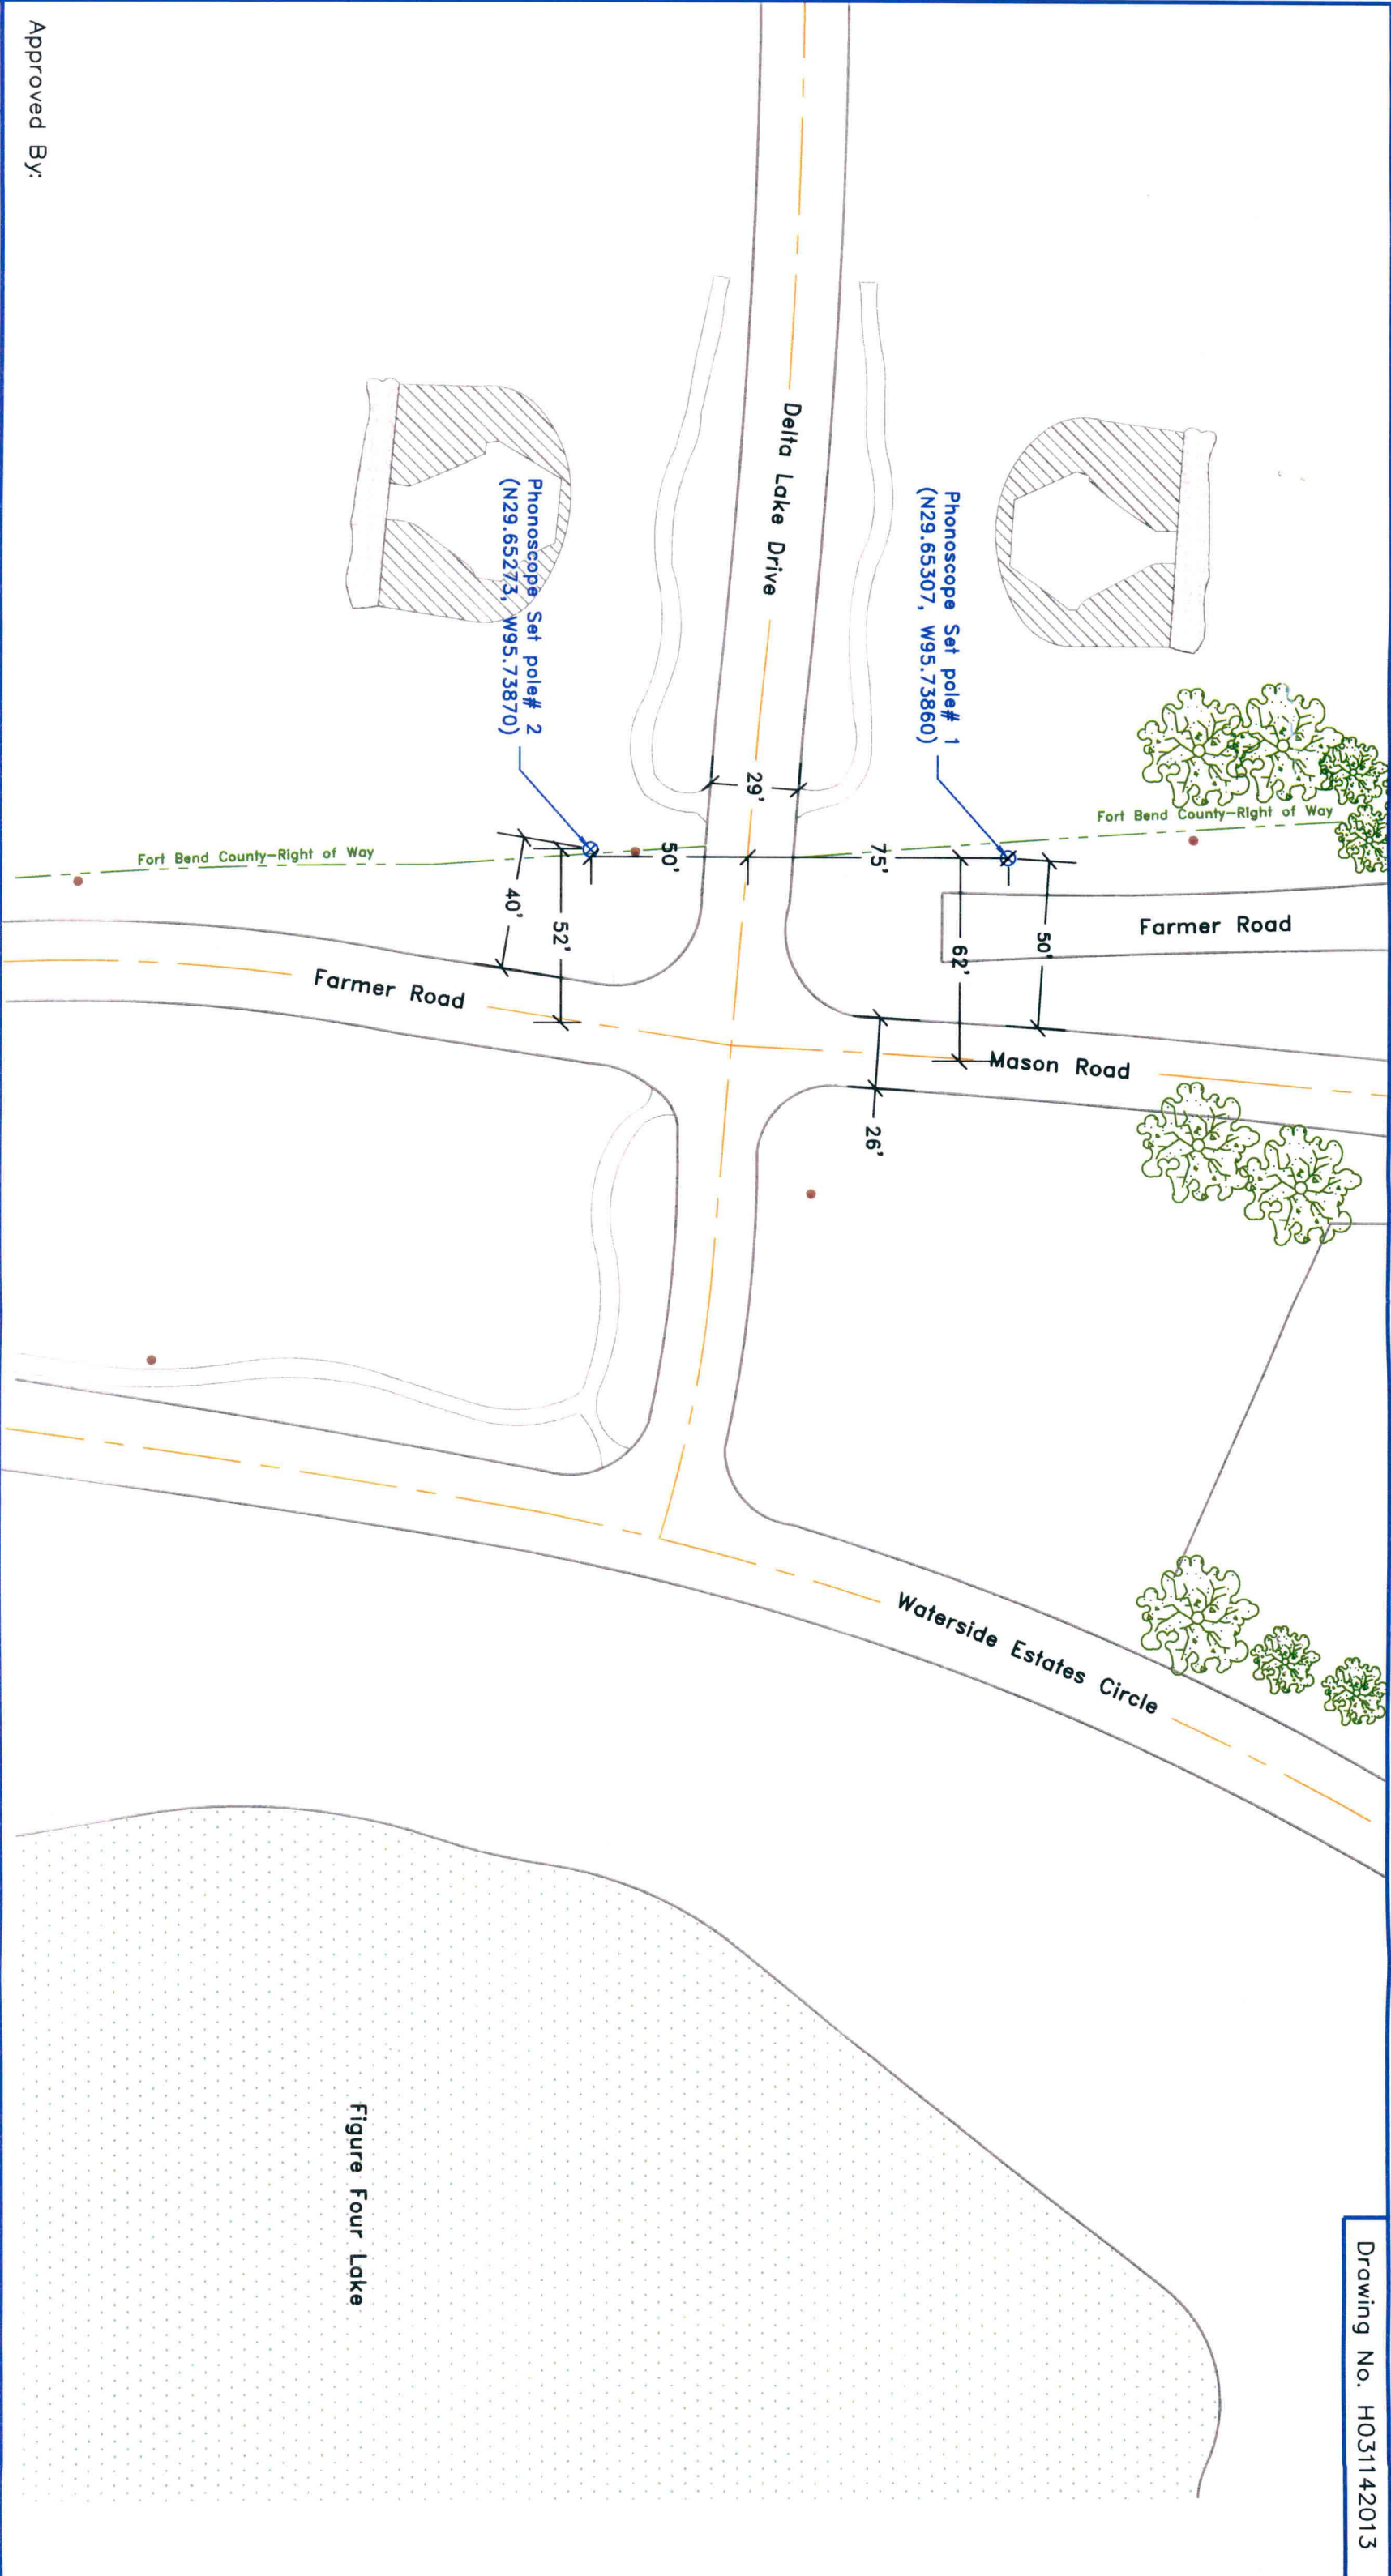 Drawing No. H031142013
Fort Bend County-Right of Way
Farmer Road
Phonoscope Set pole# 1
(N29.65307, W95.73860)
50'
62'
75'
Mason Road
26'
Delta Lake Drive
29'
50'
Phonoscope Set pole# 2
(N29.65273, W95.73870)
52'
40'
Fort Bend County-Right of Way
Farmer Road
Waterside Estates Circle
Figure Four Lake
Approved By: